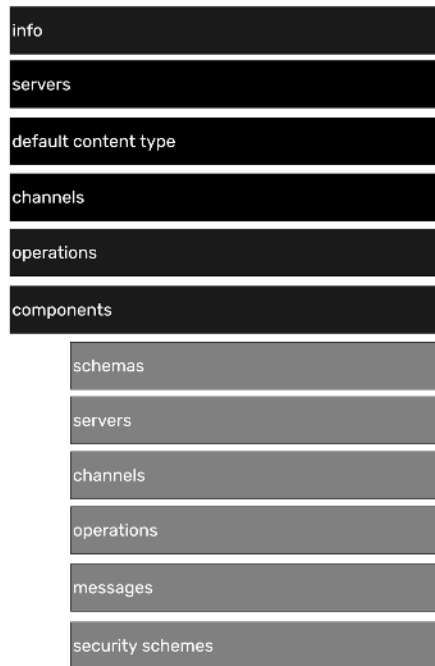 info
servers
default content type
channels
operations
components
schemas
servers
channels
operations
messages
security schemes